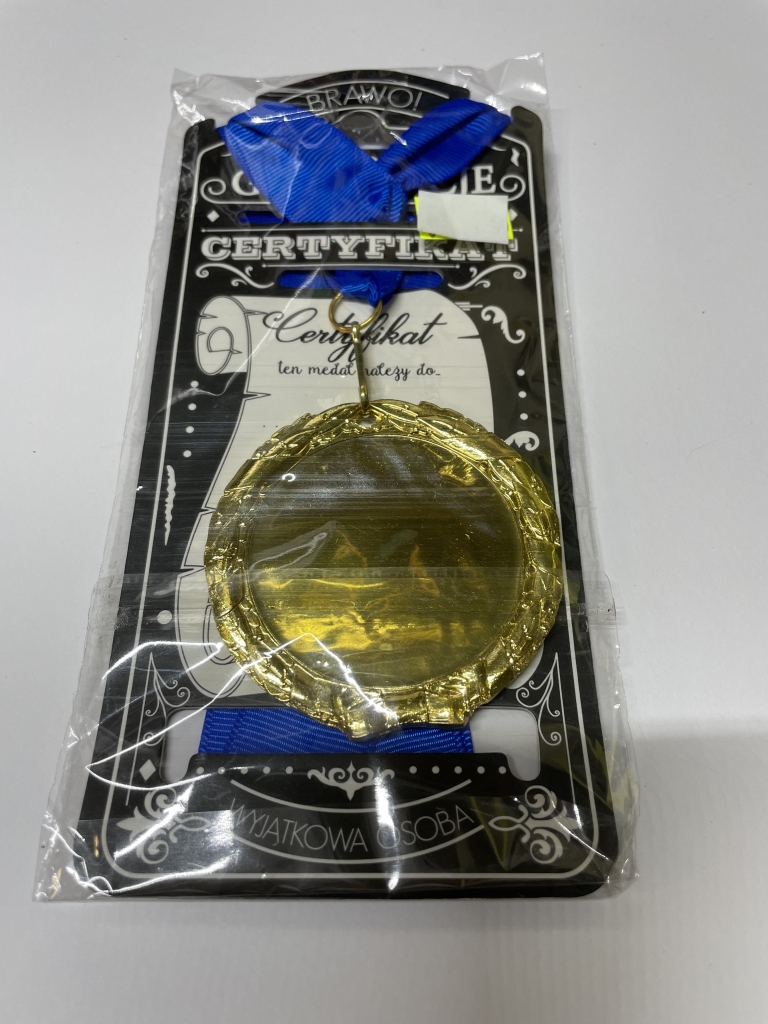 BRAWO!
CERTYFIKAT
Certyfikat
ten medal należy do...
WYJĄTKOWA OSOBA